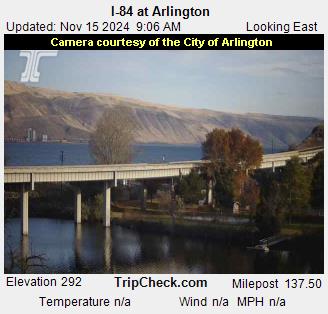 I-84 at Arlington
Updated: Nov 15 2024 9:06 AM Looking East
Camera courtesy of the City of Arlington
Elevation 292 TripCheck.com Milepost 137.50
Temperature n/a Wind n/a MPH n/a